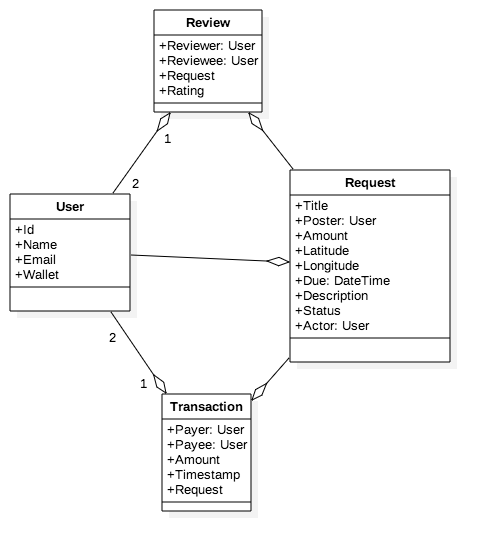 Review
+Reviewer: User
+Reviewee: User
+Request
+Rating
1
2
User
+Id
+Name
+Email
+Wallet
Request
+Title
+Poster: User
+Amount
+Latitude
+Longitude
+Due: DateTime
+Description
+Status
+Actor: User
2
1
Transaction
+Payer: User
+Payee: User
+Amount
+Timestamp
+Request